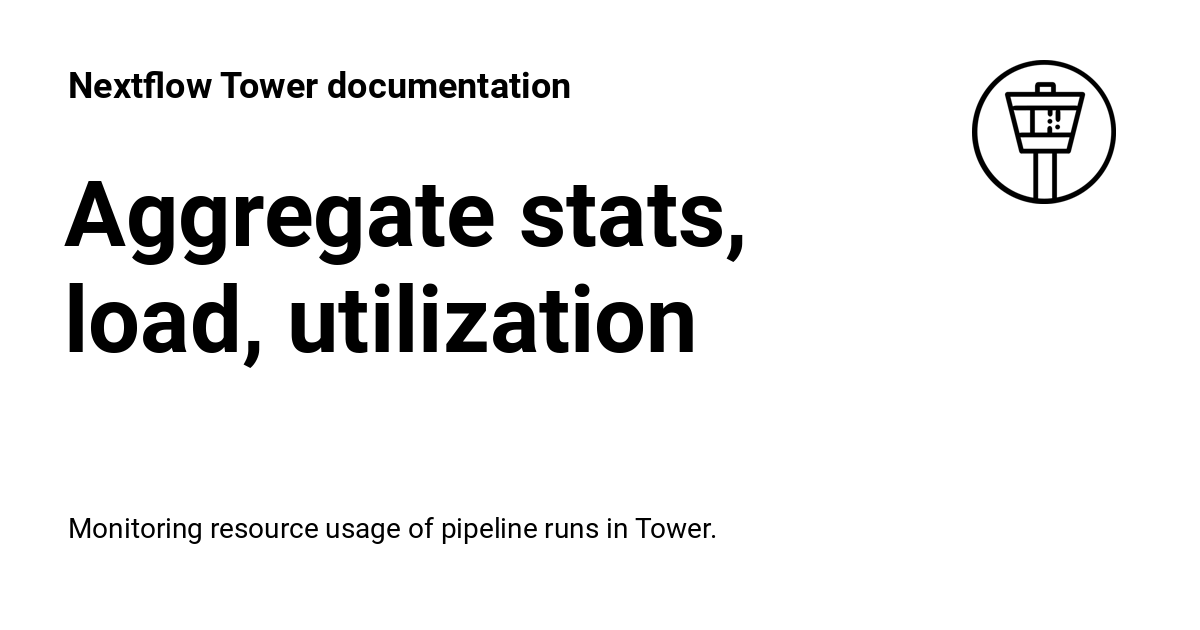 Nextflow Tower documentation
Aggregate stats,
load, utilization
Monitoring resource usage of pipeline runs in Tower.